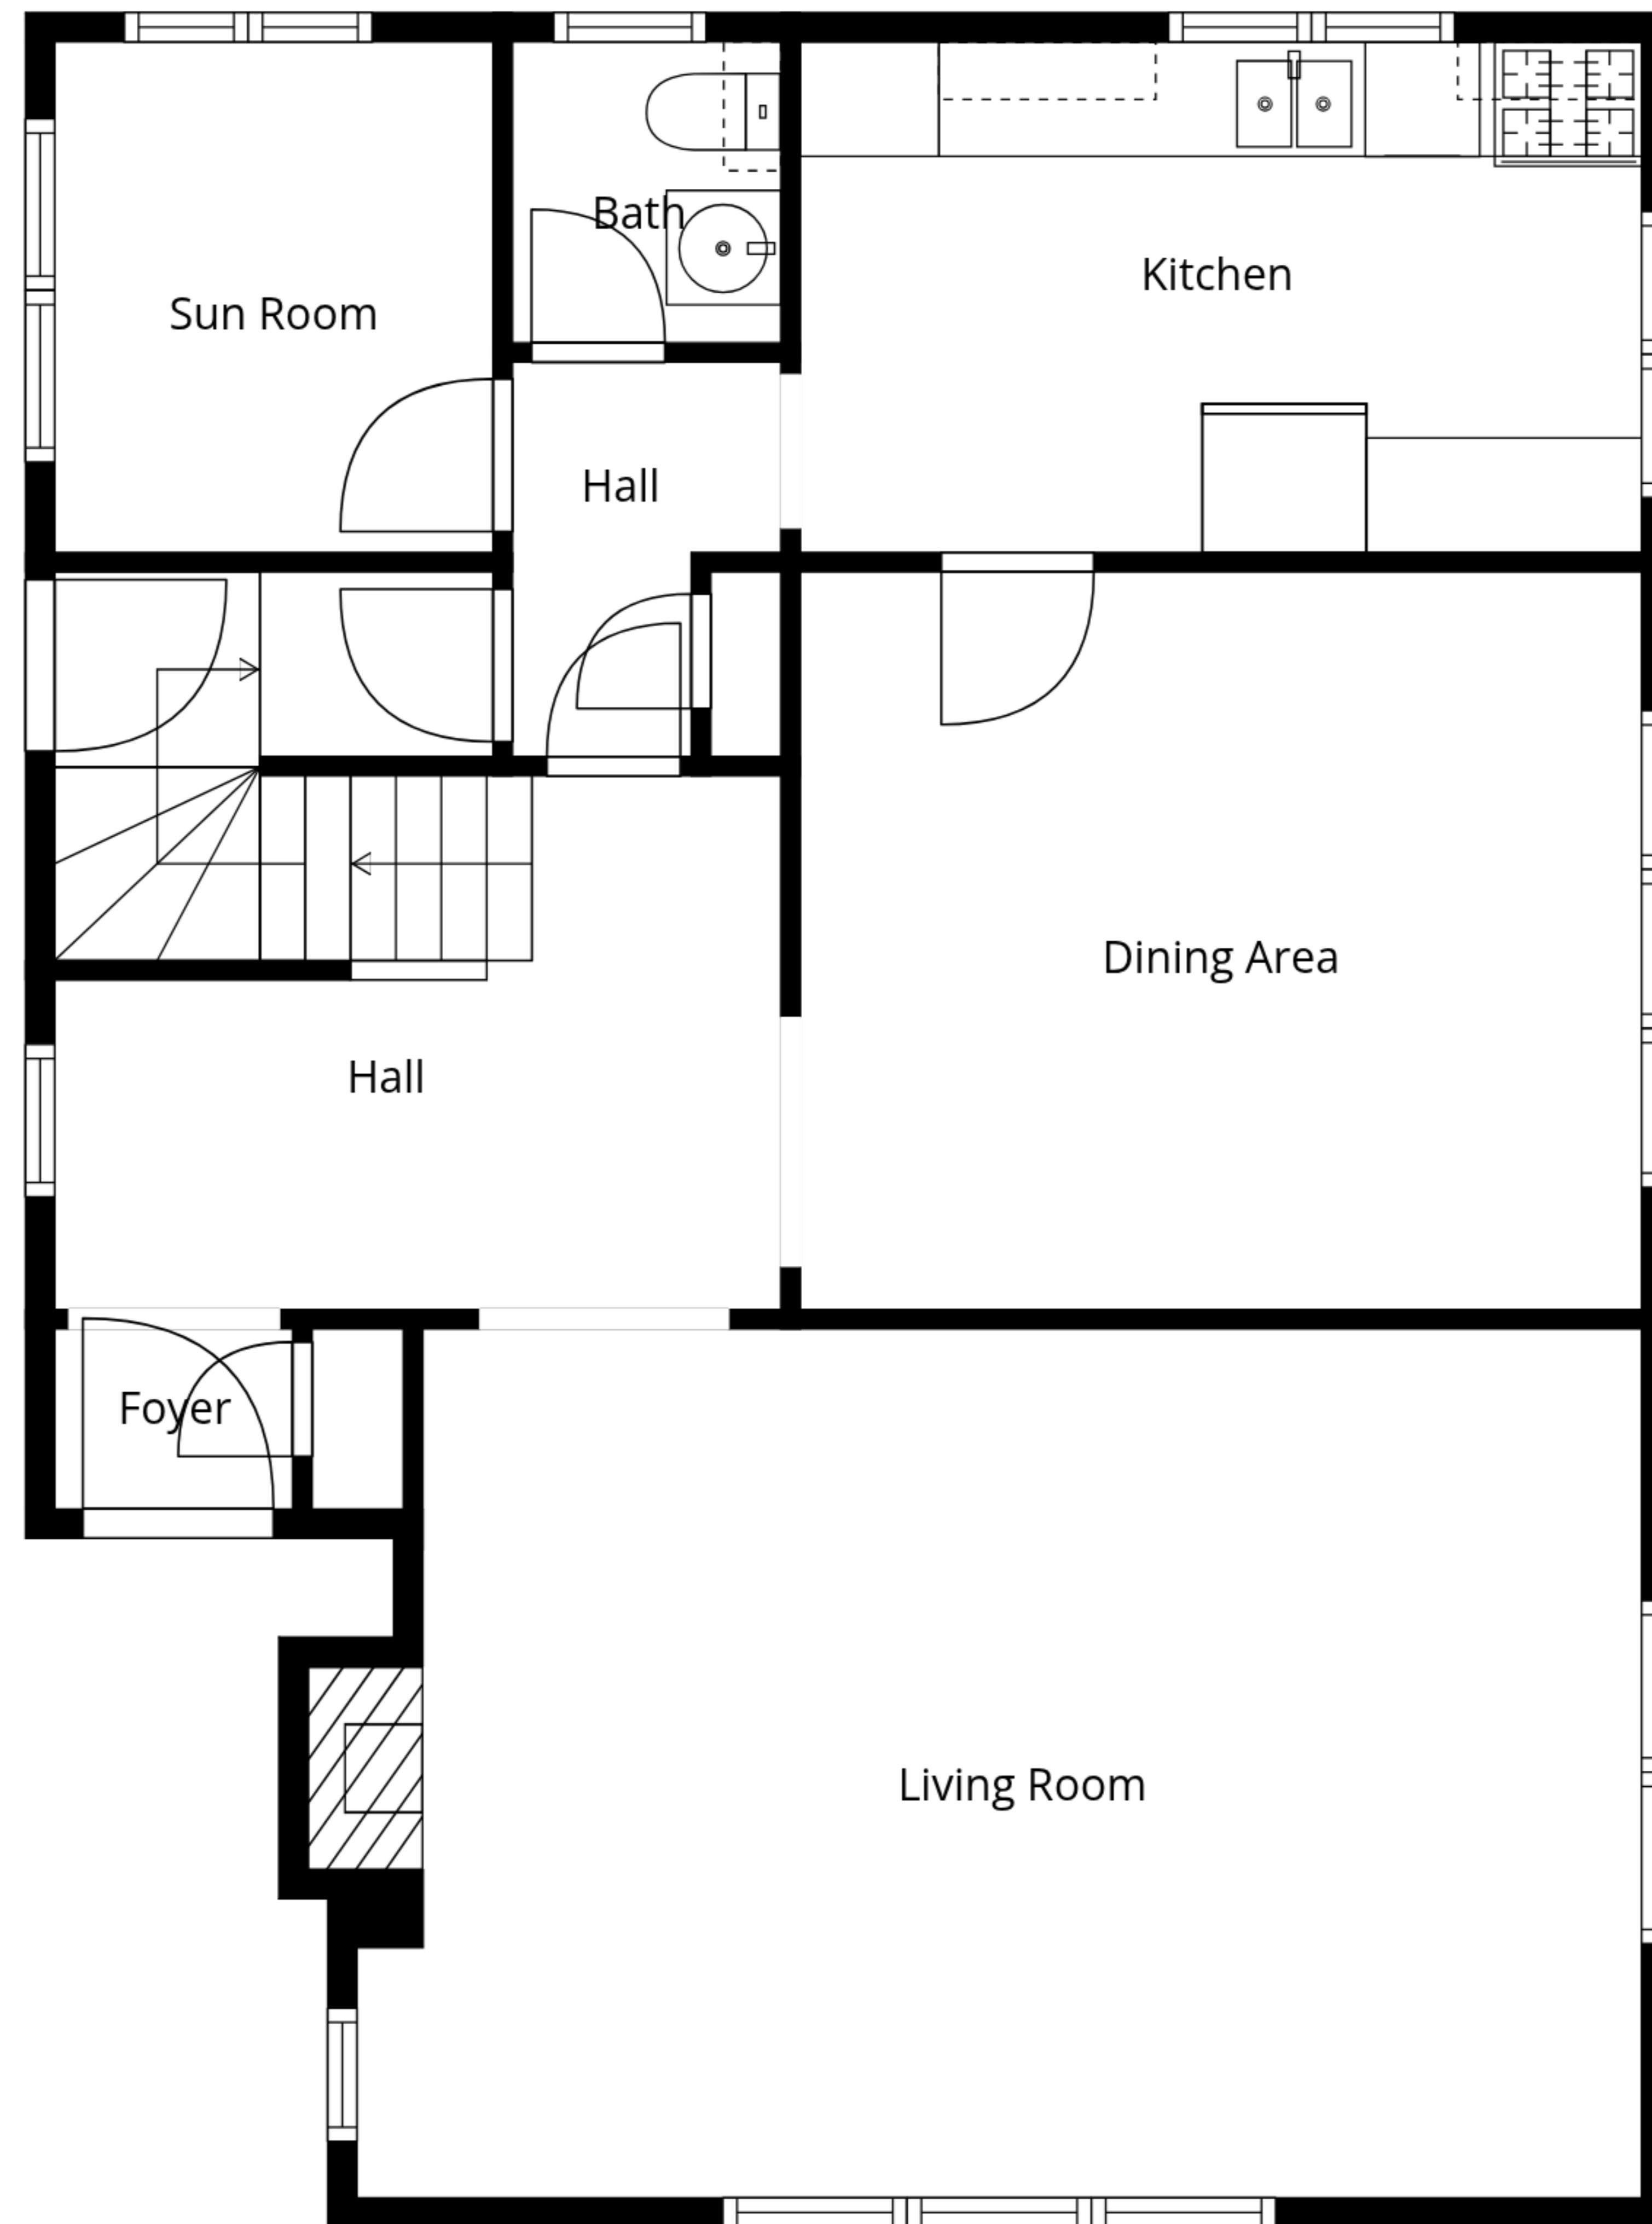 Bath
Kitchen
Sun Room
Hall
Dining Area
Hall
Foyer
Living Room